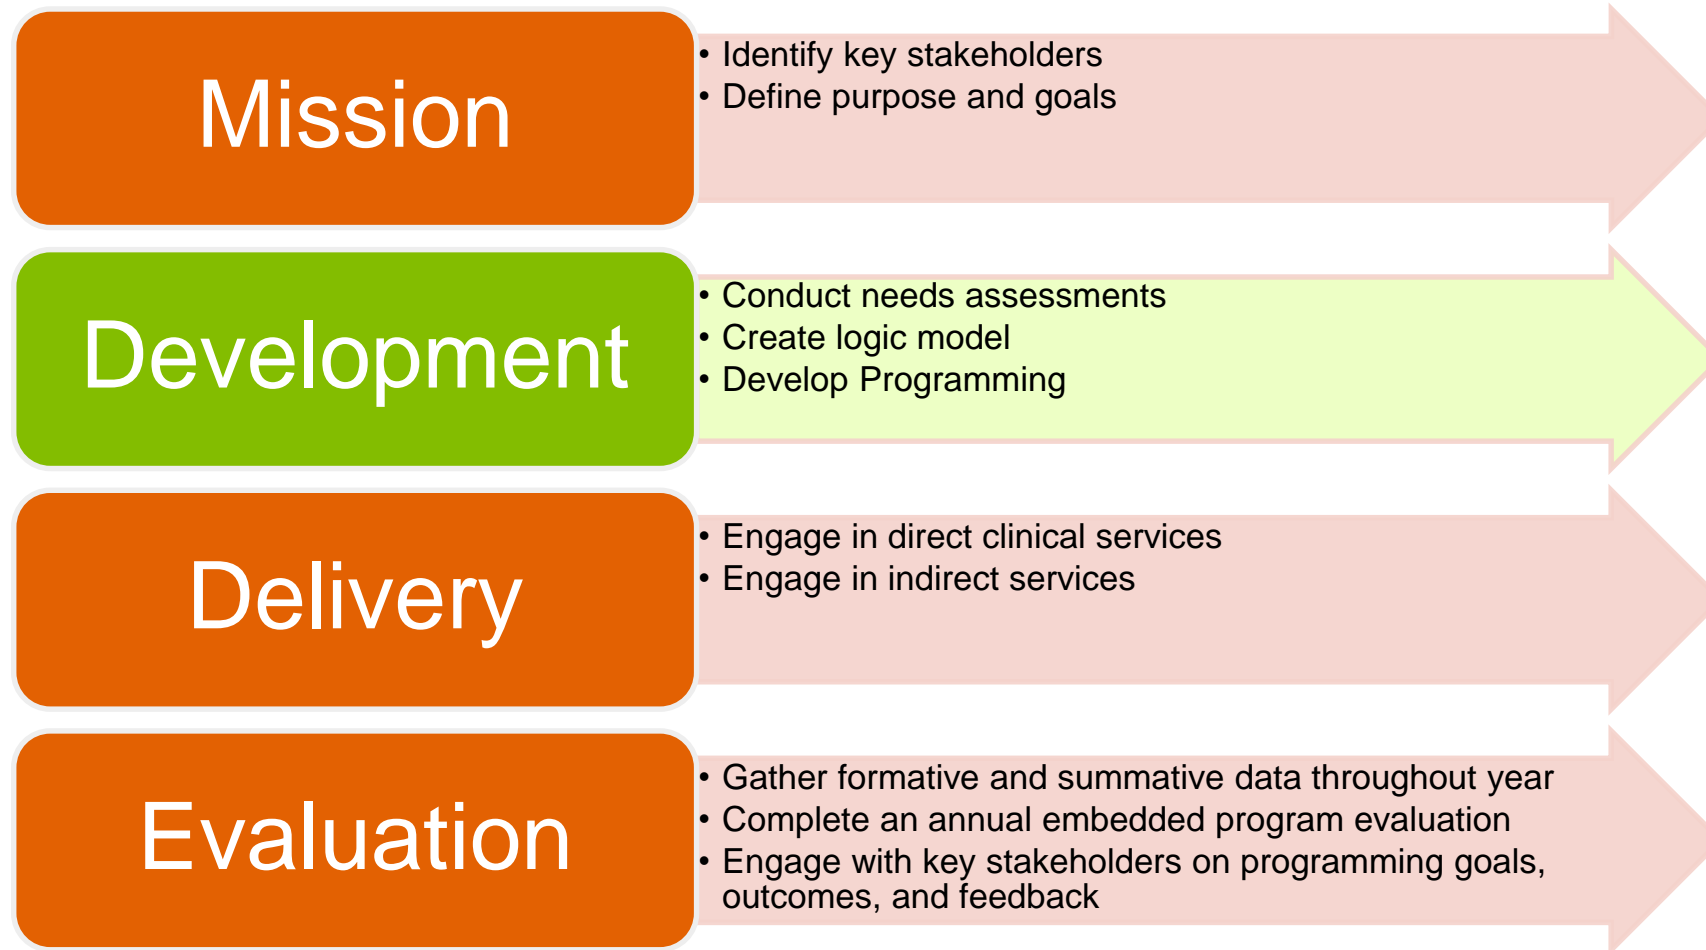 Mission
• Identify key stakeholders
• Define purpose and goals
Development
• Conduct needs assessments
• Create logic model
• Develop Programming
Delivery
• Engage in direct clinical services
• Engage in indirect services
Evaluation
• Gather formative and summative data throughout year
• Complete an annual embedded program evaluation
• Engage with key stakeholders on programming goals,
outcomes, and feedback